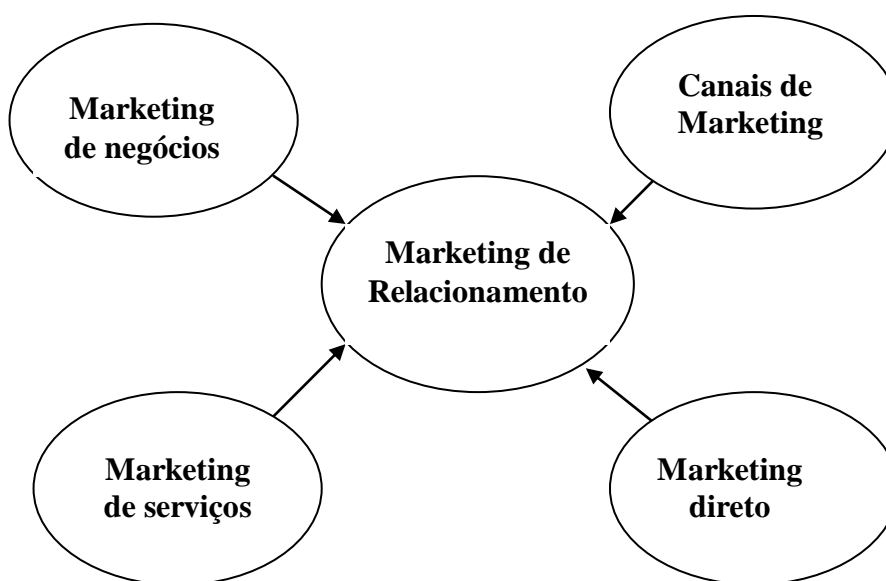 Marketing
de negócios
Canais de
Marketing
Marketing de
Relacionamento
Marketing
de serviços
Marketing
direto